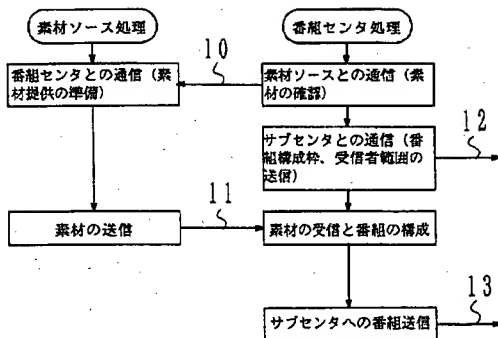 素材ソース処理
番組センタ処理
10
番組センタとの通信（素
材提供の準備）
素材ソースとの通信（素
材の確認）
12
サブセンタとの通信（番
組構成枠、受信者範囲の
送信）
11
素材の送信
素材の受信と番組の構成
13
サブセンタへの番組送信